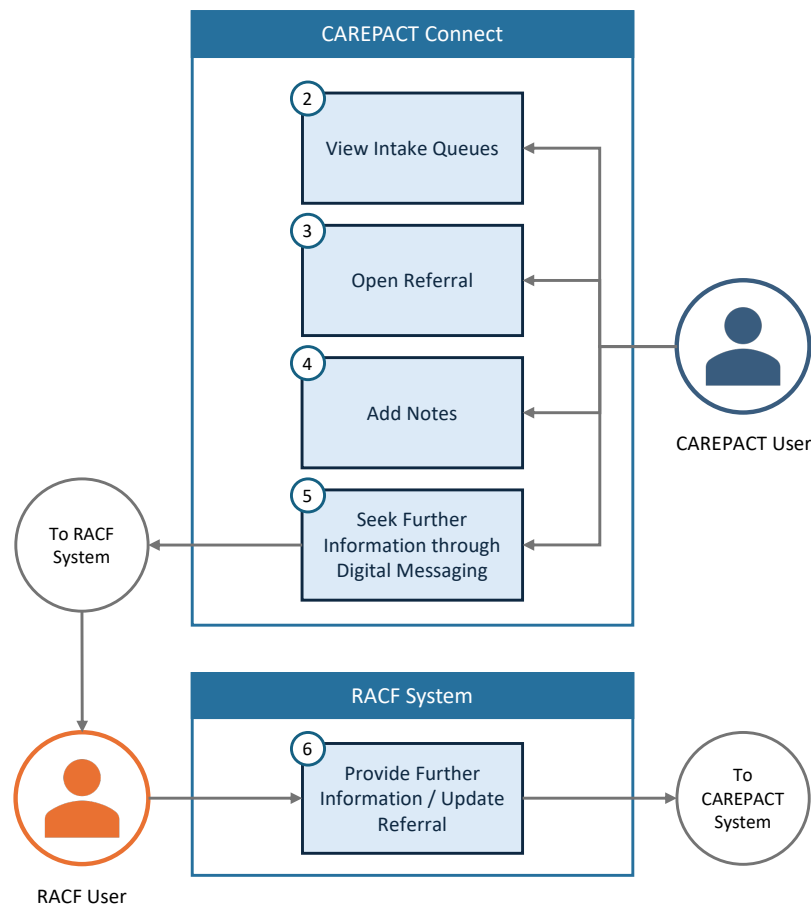 CAREPACT Connect
2
View Intake Queues
3
Open Referral
4
Add Notes
CAREPACT User
5
Seek Further
Information through
Digital Messaging
To RACF
System
RACF System
6
Provide Further
Information / Update
Referral
To
CAREPACT
System
RACF User